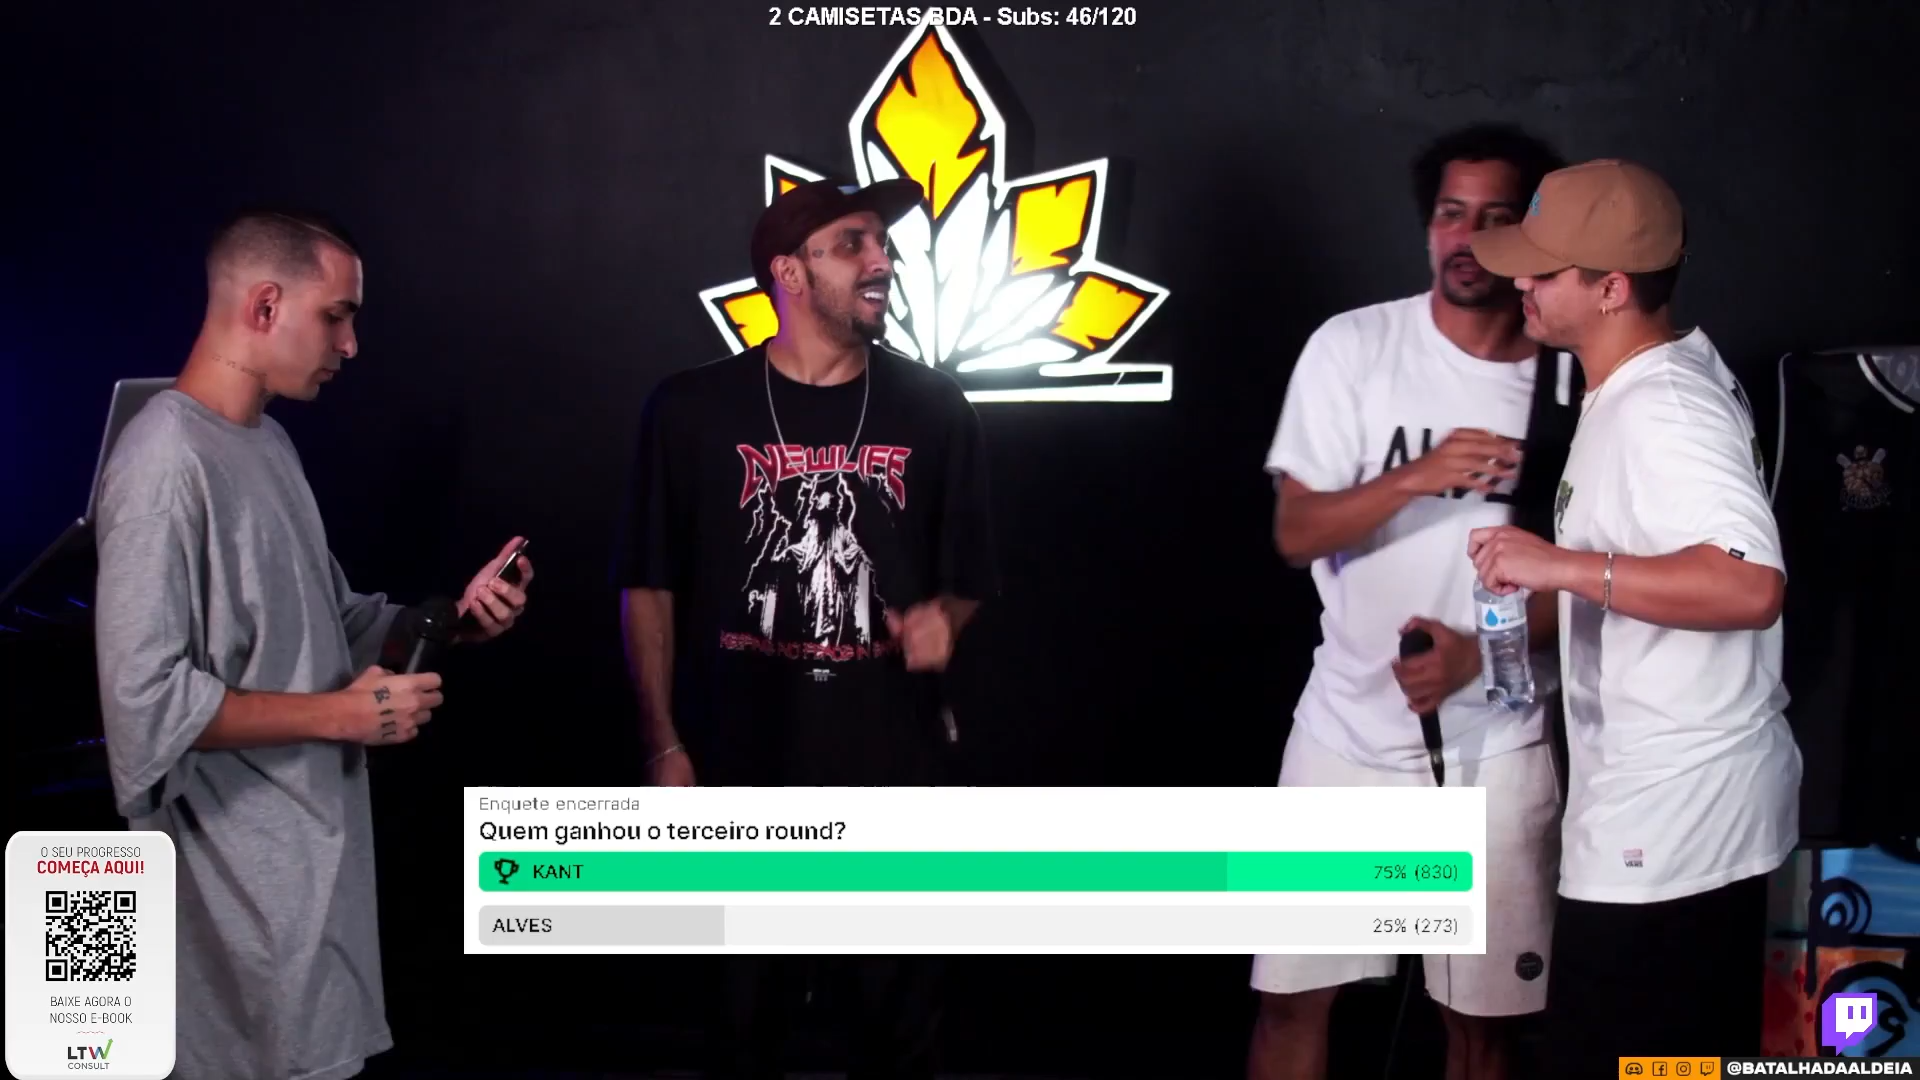 2 CAMISETAS BDA - Subs: 46/120
NEWLIFE
Enquete encerrada
Quem ganhou o terceiro round?
KANT 75% (830)
ALVES 25% (273)
O SEU PROGRESSO
COMEÇA AQUI!
BAIXE AGORA O
NOSSO E-BOOK
LTW
CONSULT
VANS
@BATALHADAALDEIA